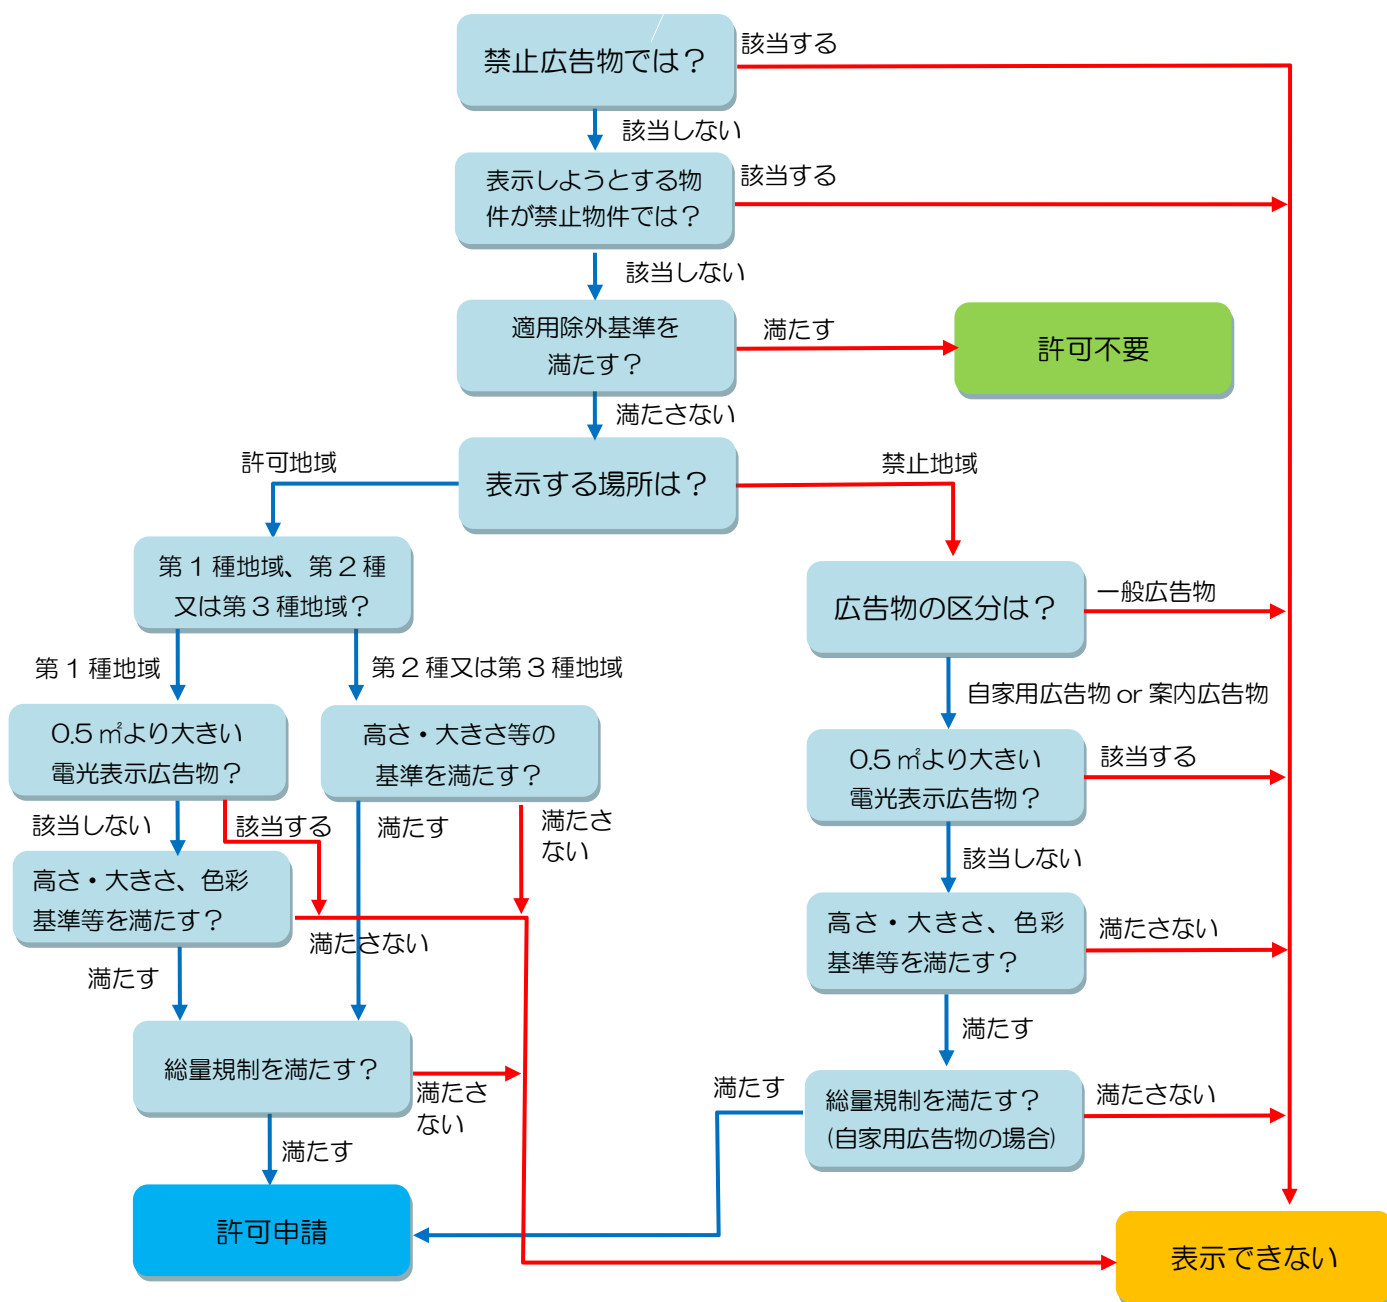 禁止広告物では？
該当する
該当しない
表示しようとする物
件が禁止物件では？
該当する
該当しない
適用除外基準を
満たす？
満たす
許可不要
満たさない
表示する場所は？
許可地域
禁止地域
第１種地域、第２種
又は第３種地域？
第１種地域
第２種又は第３種地域
0.5㎡より大きい
電光表示広告物？
高さ・大きさ等の
基準を満たす？
該当しない
該当する
満たす
満たさ
ない
高さ・大きさ、色彩
基準等を満たす？
満たさない
満たす
総量規制を満たす？
満たさ
ない
満たす
許可申請
広告物の区分は？
一般広告物
自家用広告物 or 案内広告物
0.5㎡より大きい
電光表示広告物？
該当する
該当しない
高さ・大きさ、色彩
基準等を満たす？
満たさない
満たす
総量規制を満たす？
(自家用広告物の場合)
満たす
満たさない
表示できない